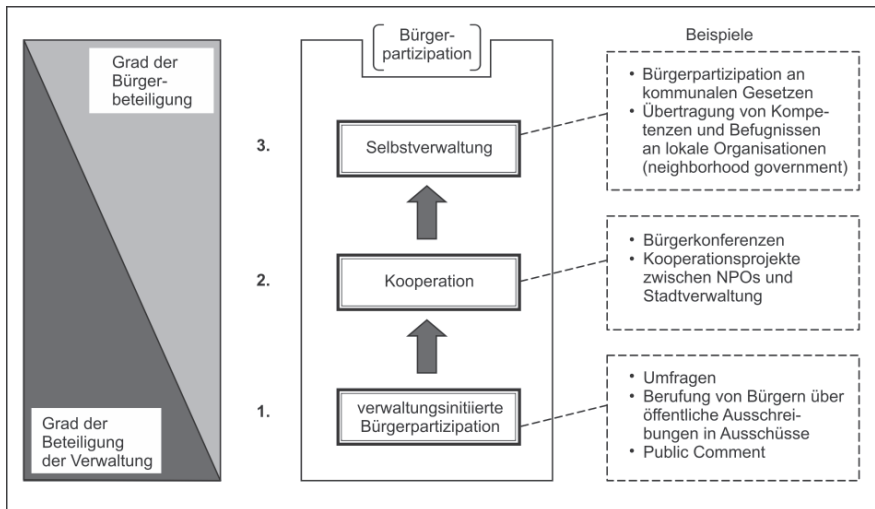 Grad der
Bürger-
beteiligung
Grad der
Beteiligung
der Verwaltung
Bürger-
partizipation
3.
Selbstverwaltung
2.
Kooperation
1.
verwaltungsinitiierte
Bürgerpartizipation
Beispiele
• Bürgerpartizipation an
kommunalen Gesetzen
• Übertragung von Kompe-
tenzen und Befugnissen
an lokale Organisationen
(neighborhood government)
• Bürgerkonferenzen
• Kooperationsprojekte
zwischen NPOs und
Stadtverwaltung
• Umfragen
• Berufung von Bürgern über
öffentliche Ausschrei-
bungen in Ausschüsse
• Public Comment